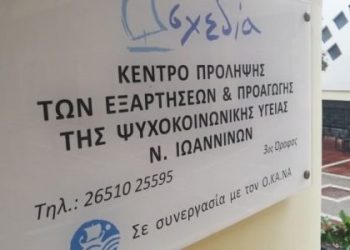 σχεδία
ΚΕΝΤΡΟ ΠΡΟΛΗΨΗΣ
ΤΩΝ ΕΞΑΡΤΗΣΕΩΝ & ΠΡΟΑΓΩΓΗΣ
ΤΗΣ ΨΥΧΟΚΟΙΝΩΝΙΚΗΣ ΥΓΕΙΑΣ
Ν. ΙΩΑΝΝΙΝΩΝ
3ος Όροφος
Τηλ.: 26510 25595
Σε συνεργασία με τον Ο.ΚΑ.ΝΑ